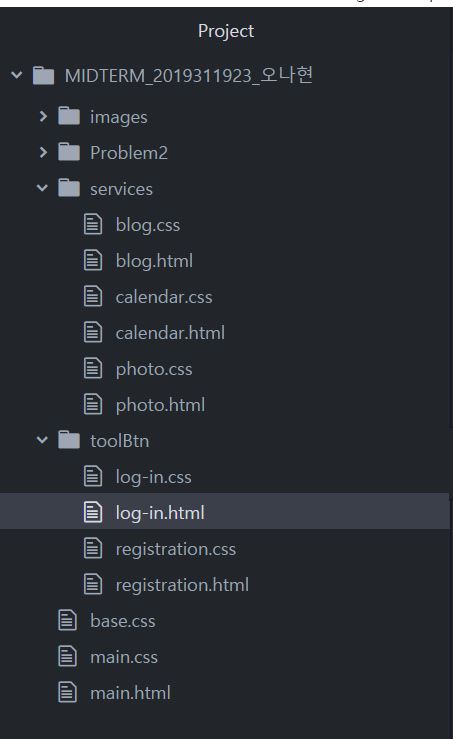 Project
MIDTERM_2019311923_오나현
images
Problem2
services
blog.css
blog.html
calendar.css
calendar.html
photo.css
photo.html
toolBtn
log-in.css
log-in.html
registration.css
registration.html
base.css
main.css
main.html